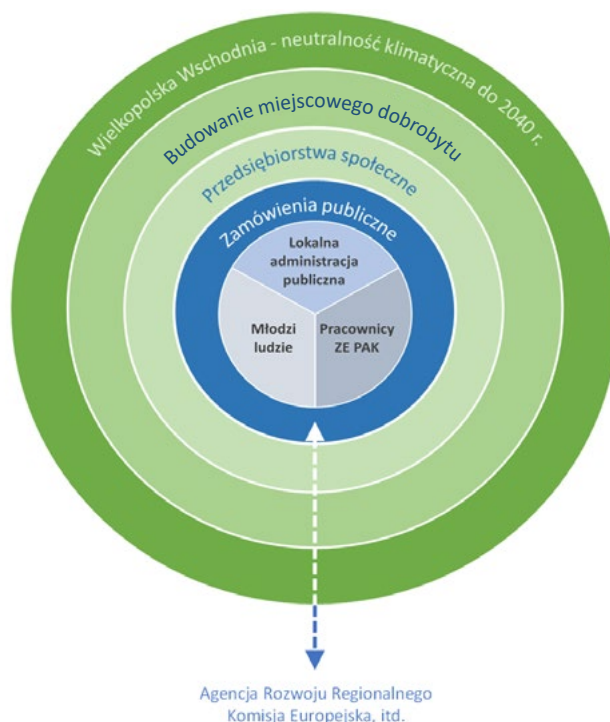 Wielkopolska Wschodnia - neutralność klimatyczna do 2040 r.
Budowanie miejscowego dobrobytu
Przedsiębiorstwa społeczne
Zamówienia publiczne
Lokalna
administracja
publiczna
Młodzi
ludzie
Pracownicy
ZE PAK
Agencja Rozwoju Regionalnego
Komisja Europejska, itd.